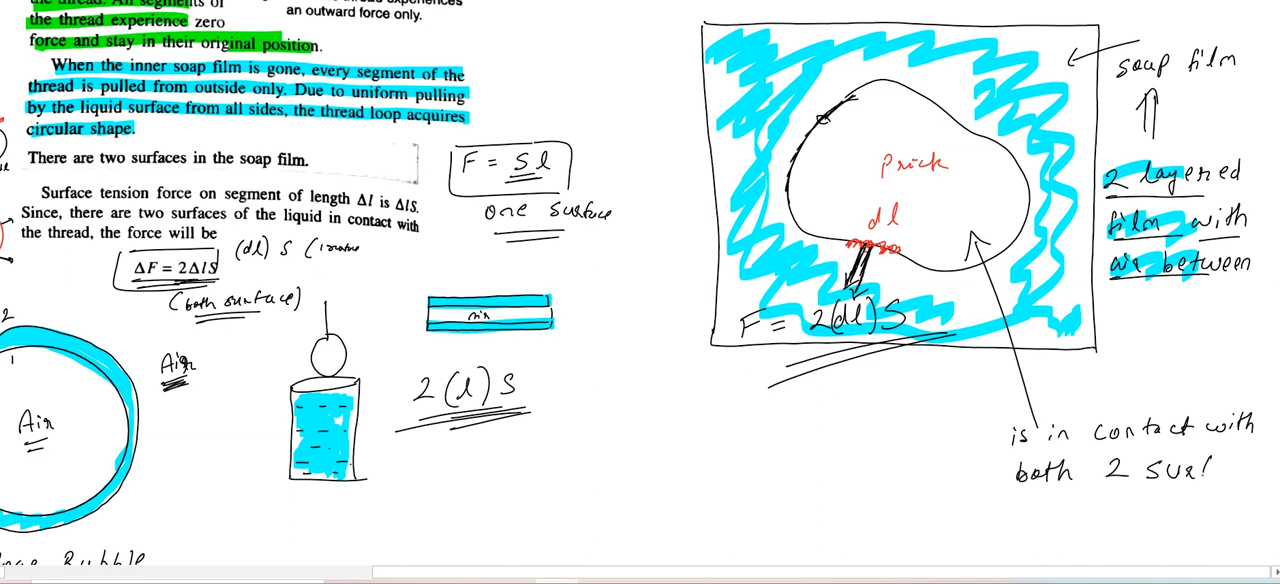 of
the thread experience zero
force and stay in their original position.
an outward force only.
When the inner soap film is gone, every segment of the
thread is pulled from outside only. Due to uniform pulling
by the liquid surface from all sides, the thread loop acquires
circular shape.
There are two surfaces in the soap film.
Surface tension force on segment of length Δl is ΔlS.
Since, there are two surfaces of the liquid in contact with
the thread, the force will be
(dl) S (1
ΔF = 2ΔlS
(both surface)
F = Sl
one surface
air
2 (l) S
2
1
Air
Air
Bubble
Prick
dl
F = 2(dl) S
soap film
2 layered
film with
air between
is in contact with
both 2 sur!